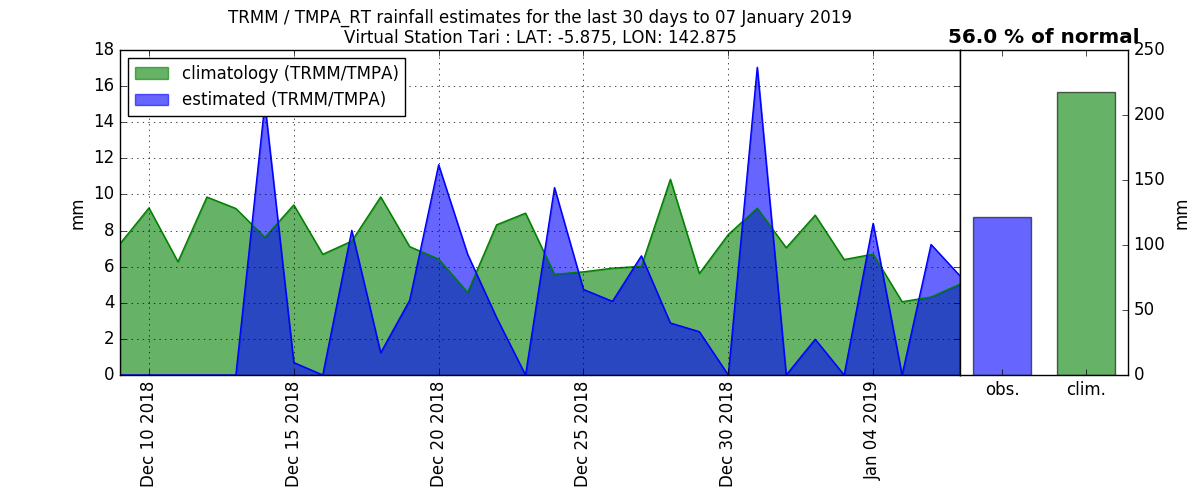 TRMM / TMPA_RT rainfall estimates for the last 30 days to 07 January 2019
Virtual Station Tari : LAT: -5.875, LON: 142.875
56.0 % of normal
climatology (TRMM/TMPA)
estimated (TRMM/TMPA)
18
16
14
12
10
8
6
4
2
0
mm
Dec 10 2018
Dec 15 2018
Dec 20 2018
Dec 25 2018
Dec 30 2018
Jan 04 2019
obs.
clim.
250
200
150
100
50
0
mm